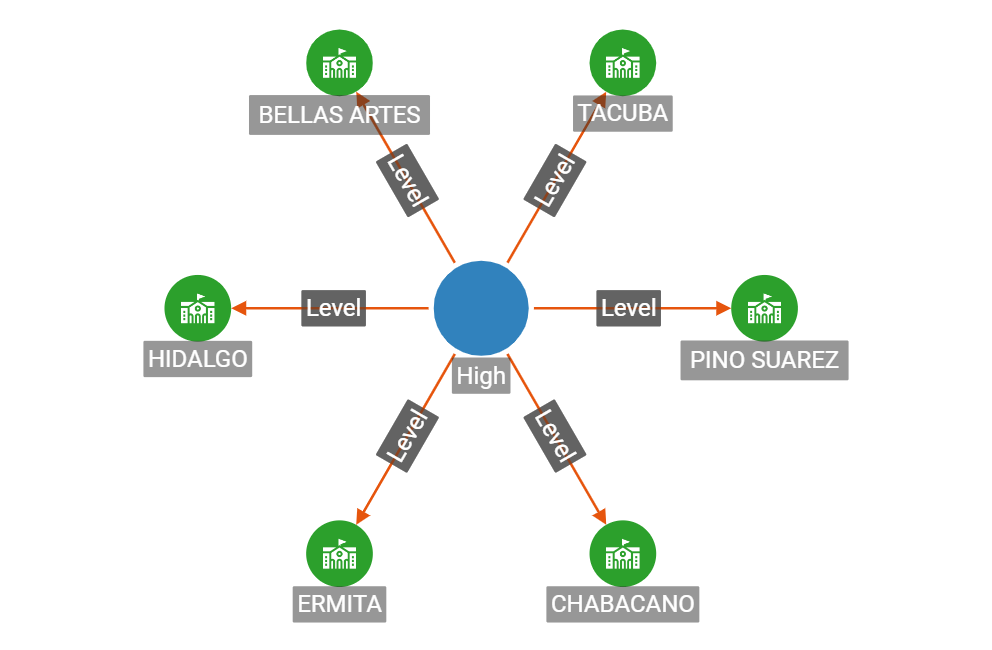 BELLAS ARTES
TACUBA
Level
Level
HIDALGO
Level
Level
PINO SUAREZ
High
Level
Level
ERMITA
CHABACANO